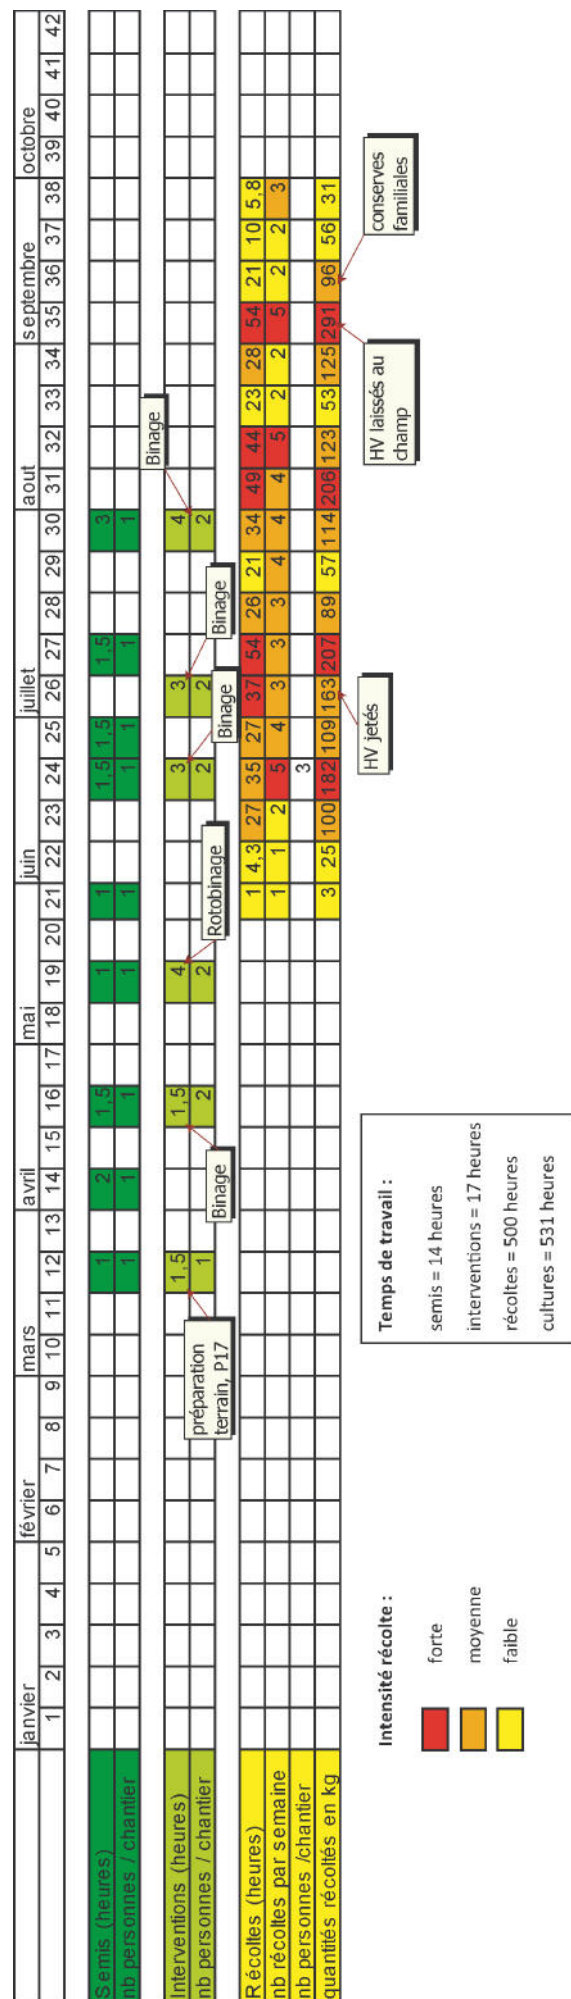 janvier février mars avril mai juin juillet aout septembre octobre
1 2 3 4 5 6 7 8 9 10 11 12 13 14 15 16 17 18 19 20 21 22 23 24 25 26 27 28 29 30 31 32 33 34 35 36 37 38 39 40 41 42
Semis (heures) 1 2 1,5 1 1 1,5 1,5 1,5 3
nb personnes / chantier 1 1 1 1 1 1 1 1 1
Binage
Interventions (heures) 1,5 1,5 4 3 3 4
nb personnes / chantier 1 2 2 2 2 2
préparation
terrain, P17
Binage
Rotobinage
Binage
Binage
Récoltes (heures) 1 4,3 27 35 27 37 54 26 21 34 49 44 23 28 54 21 10 5,8
nb récoltes par semaine 1 1 2 5 4 3 3 3 4 4 4 5 2 2 5 2 2 3
nb personnes /chantier 3
quantités récoltés en kg 3 25 100 182 109 163 207 89 57 114 206 123 53 125 291 96 56 31
HV jetés
HV laissés au
champ
conserves
familiales
Intensité récolte :
forte
moyenne
faible
Temps de travail :
semis = 14 heures
interventions = 17 heures
récoltes = 500 heures
cultures = 531 heures